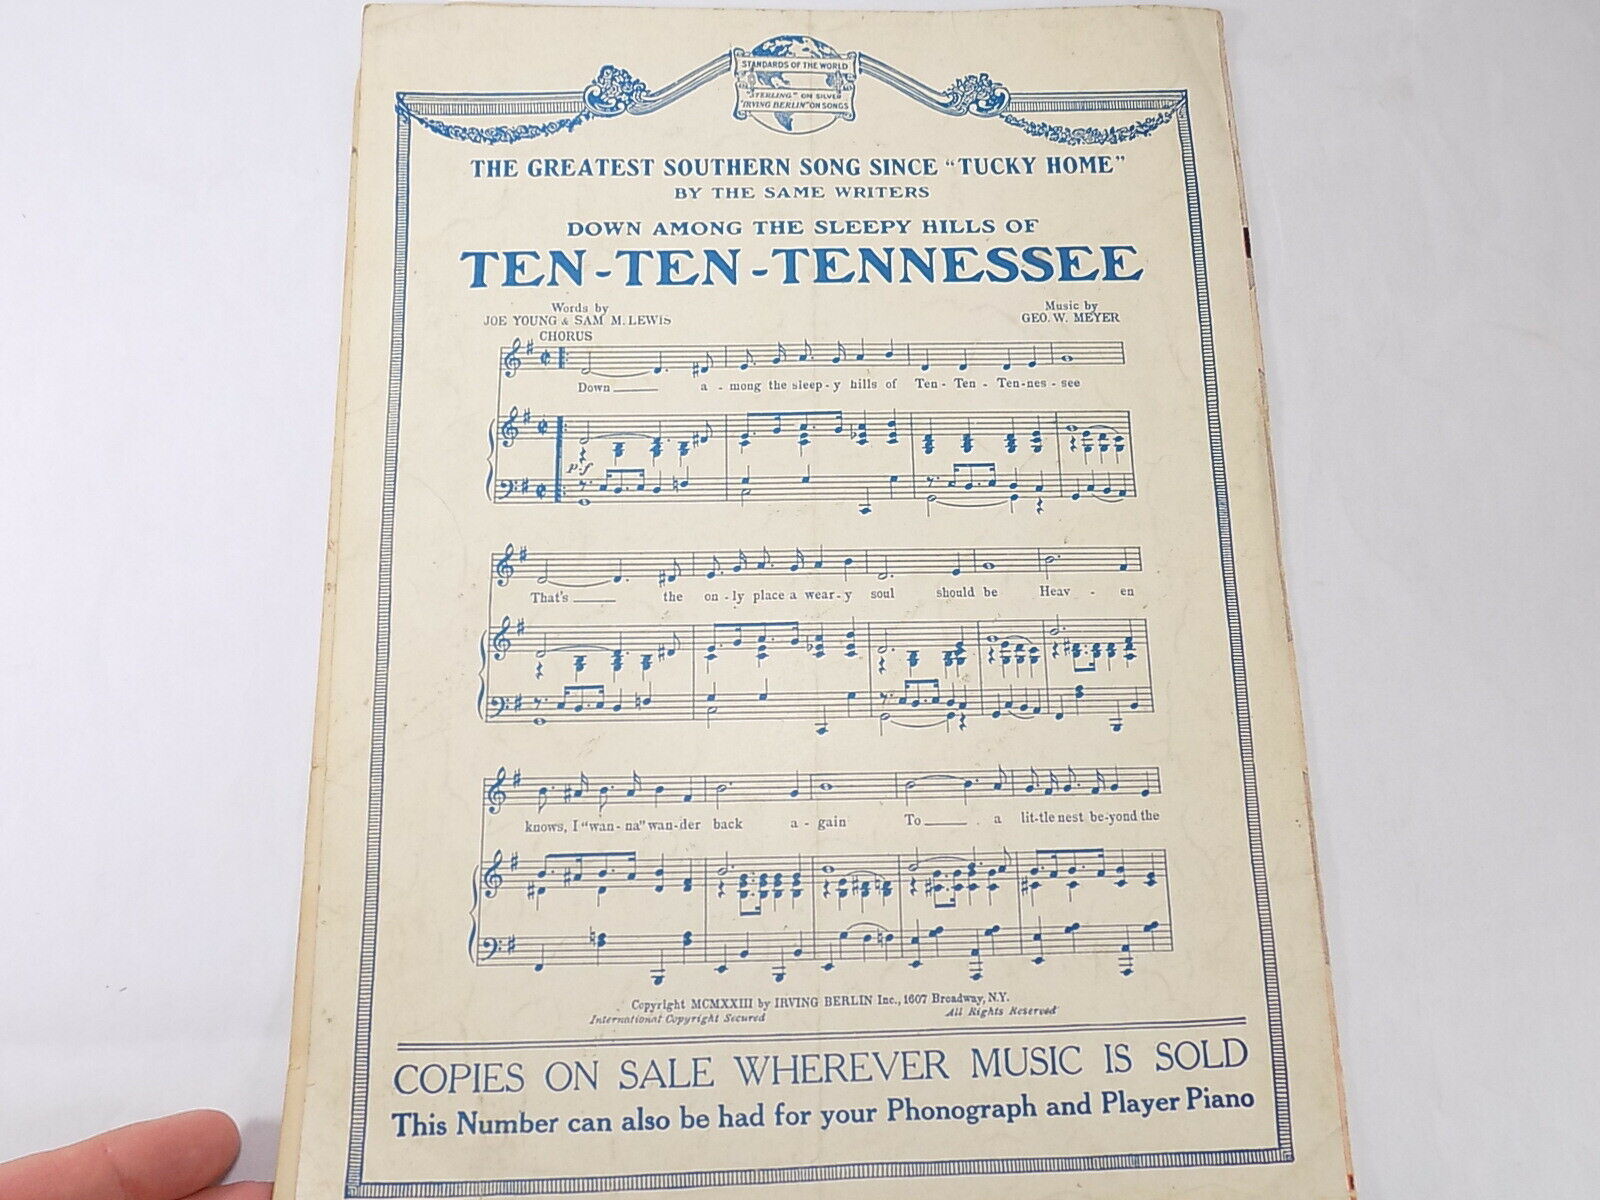 STANDARDS OF THE WORLD
"STERLING" ON SILVER
"IRVING BERLIN" ON SONGS
THE GREATEST SOUTHERN SONG SINCE "TUCKY HOME"
BY THE SAME WRITERS
DOWN AMONG THE SLEEPY HILLS OF
TEN-TEN-TENNESSEE
Words by
JOE YOUNG & SAM M. LEWIS
Music by
GEO. W. MEYER
CHORUS
Down a - mong the sleep-y hills of Ten - Ten - Ten-nes - see
p-f
That's the on-ly place a wear-y soul should be Heav - en
knows, I "wan-na" wan-der back a - gain To a lit-tle nest be-yond the
Copyright MCMXXIII by IRVING BERLIN Inc., 1607 Broadway, N.Y.
International Copyright Secured All Rights Reserved
COPIES ON SALE WHEREVER MUSIC IS SOLD
This Number can also be had for your Phonograph and Player Piano